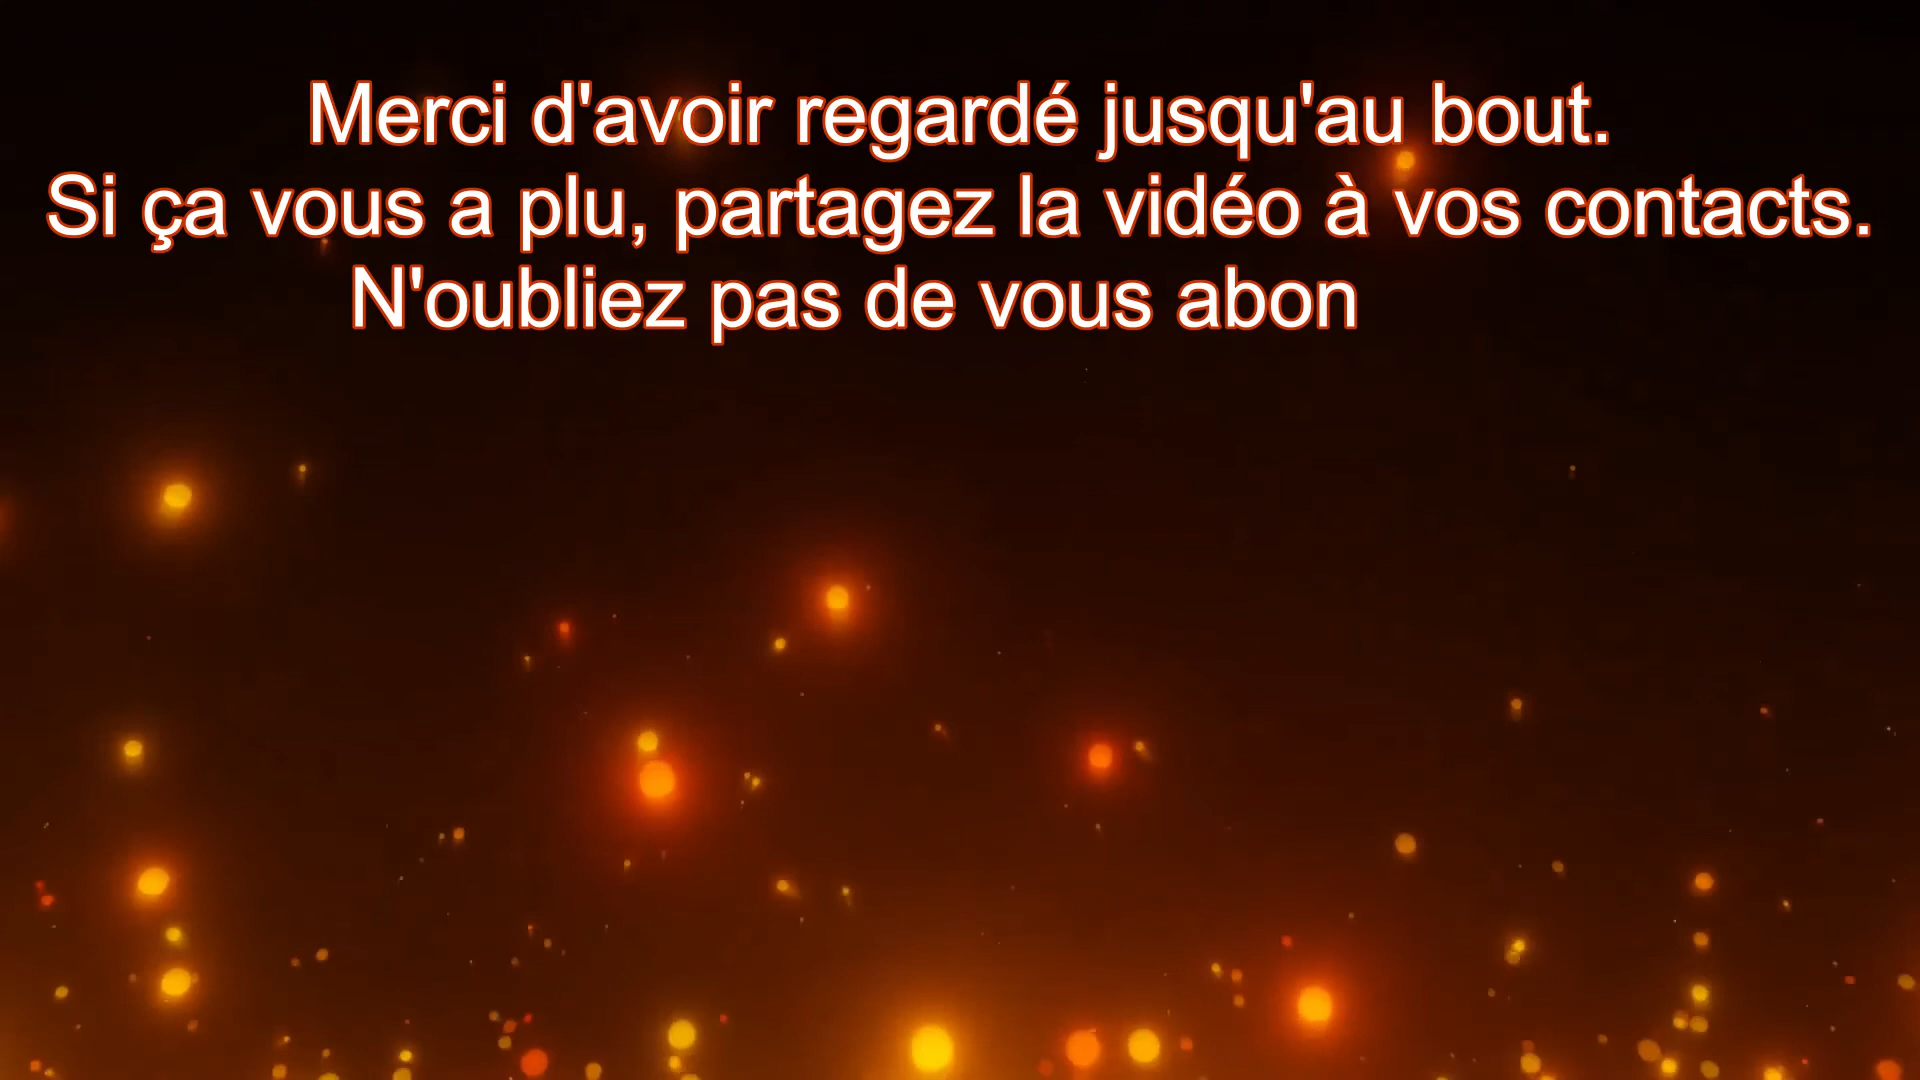 Merci d'avoir regardé jusqu'au bout.
Si ça vous a plu, partagez la vidéo à vos contacts.
N'oubliez pas de vous abon